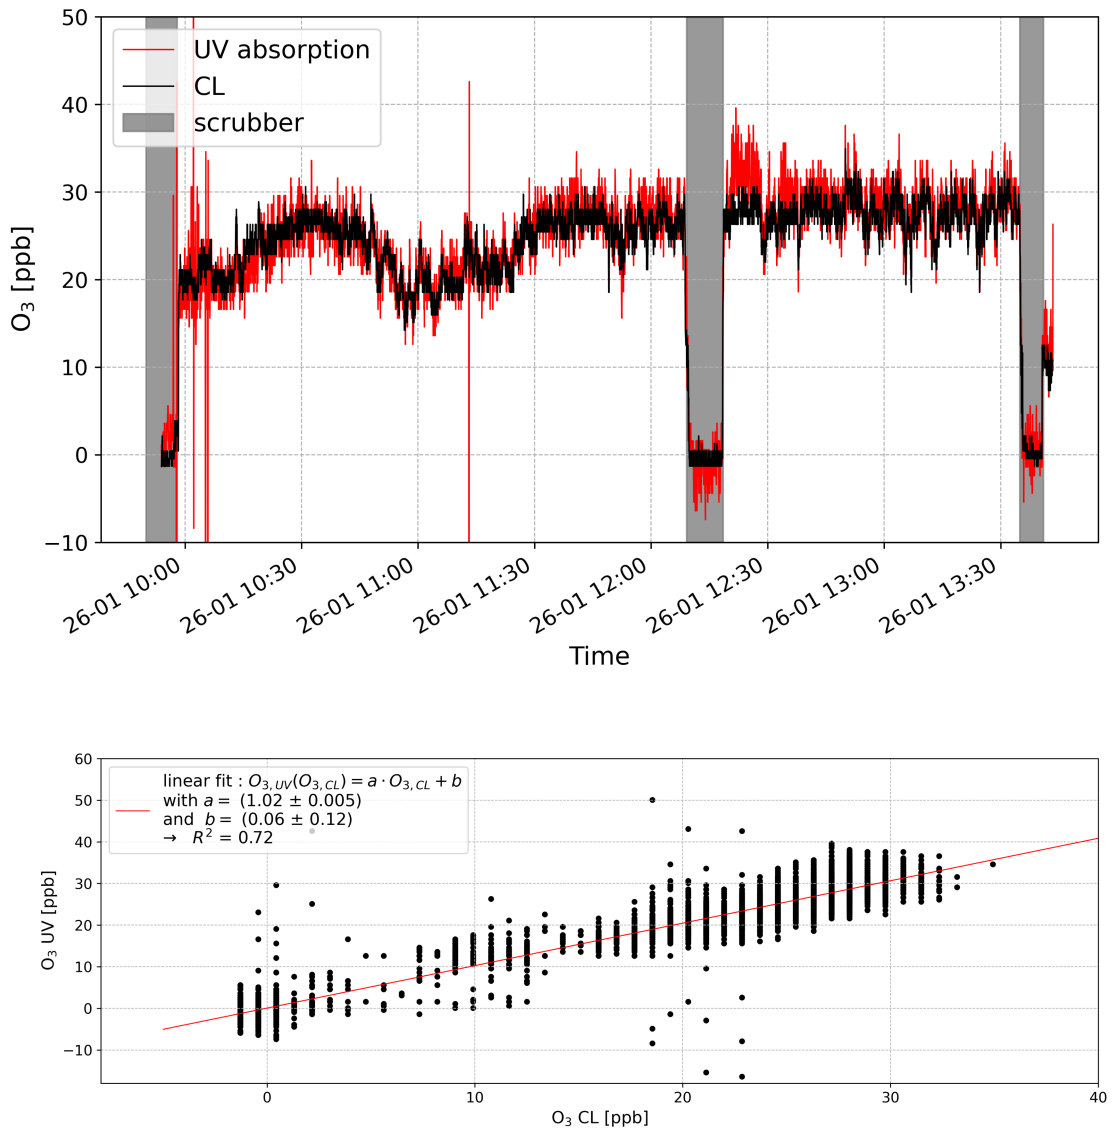 50
40
30
20
10
0
−10
O₃ [ppb]
UV absorption
CL
scrubber
26-01 10:00
26-01 10:30
26-01 11:00
26-01 11:30
26-01 12:00
26-01 12:30
26-01 13:00
26-01 13:30
Time
60
50
40
30
20
10
0
−10
O₃ UV [ppb]
linear fit : O₃,UV(O₃,CL) = a · O₃,CL + b
with a = (1.02 ± 0.005)
and b = (0.06 ± 0.12)
→ R² = 0.72
0
10
20
30
40
O₃ CL [ppb]